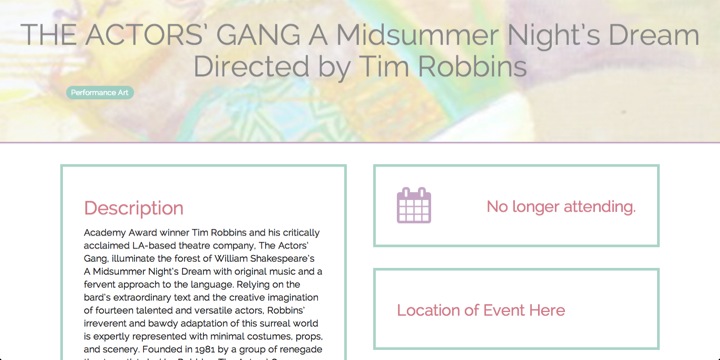 THE ACTORS' GANG A Midsummer Night's Dream
Directed by Tim Robbins
Performance Art
Description
Academy Award winner Tim Robbins and his critically
acclaimed LA-based theatre company, The Actors'
Gang, illuminate the forest of William Shakespeare's
A Midsummer Night's Dream with original music and a
fervent approach to the language. Relying on the
bard's extraordinary text and the creative imagination
of fourteen talented and versatile actors, Robbins'
irreverent and bawdy adaptation of this surreal world
is expertly represented with minimal costumes, props,
and scenery. Founded in 1981 by a group of renegade
No longer attending.
Location of Event Here